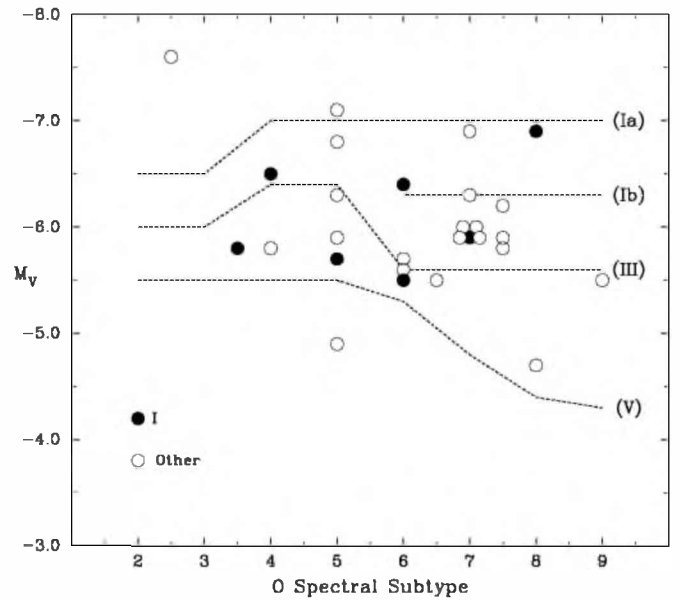 -8.0
-7.0
-6.0
-5.0
-4.0
-3.0
M_V
(Ia)
(Ib)
(III)
(V)
I
Other
2 3 4 5 6 7 8 9
O Spectral Subtype